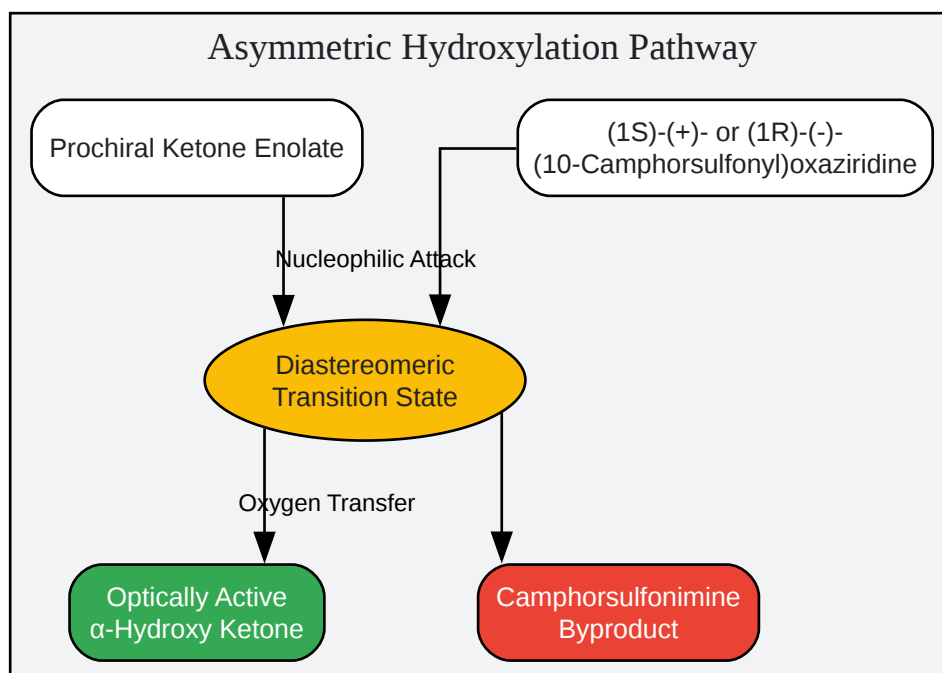 Asymmetric Hydroxylation Pathway
Prochiral Ketone Enolate
(1S)-(+)- or (1R)-(-)-
(10-Camphorsulfonyl)oxaziridine
Nucleophilic Attack
Diastereomeric
Transition State
Oxygen Transfer
Optically Active
α-Hydroxy Ketone
Camphorsulfonimine
Byproduct